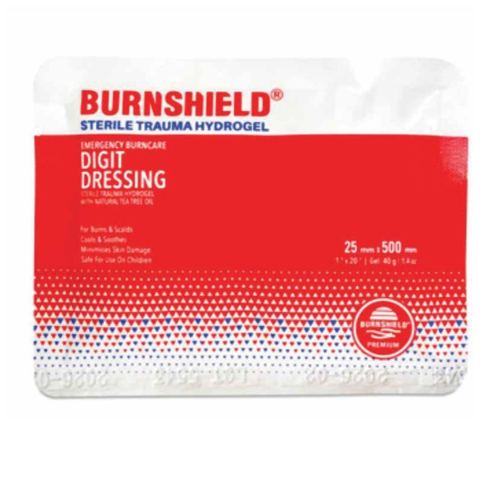 BURNSHIELD®
STERILE TRAUMA HYDROGEL
EMERGENCY BURNCARE
DIGIT
DRESSING
STERILE TRAUMA HYDROGEL
WITH NATURAL TEA TREE OIL
For Burns & Scalds
Cools & Soothes
Minimises Skin Damage
Safe For Use On Children
25 mm x 500 mm
1" x 20" | Gel: 40 g / 1.4 oz
BURNSHIELD®
PREMIUM